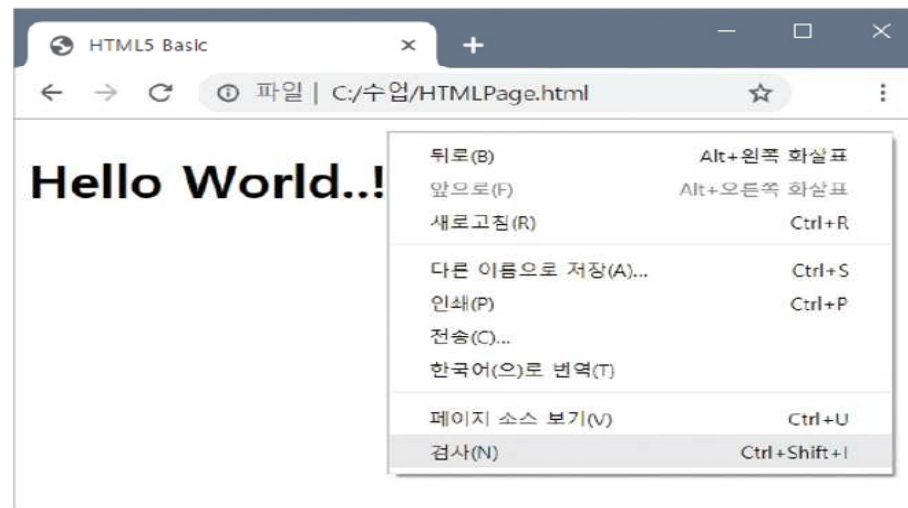 HTML5 Basic
파일 | C:/수업/HTMLPage.html
Hello World..!
뒤로(B) Alt+왼쪽 화살표
앞으로(F) Alt+오른쪽 화살표
새로고침(R) Ctrl+R
다른 이름으로 저장(A)... Ctrl+S
인쇄(P) Ctrl+P
전송(C)...
한국어(으)로 번역(T)
페이지 소스 보기(V) Ctrl+U
검사(N) Ctrl+Shift+I